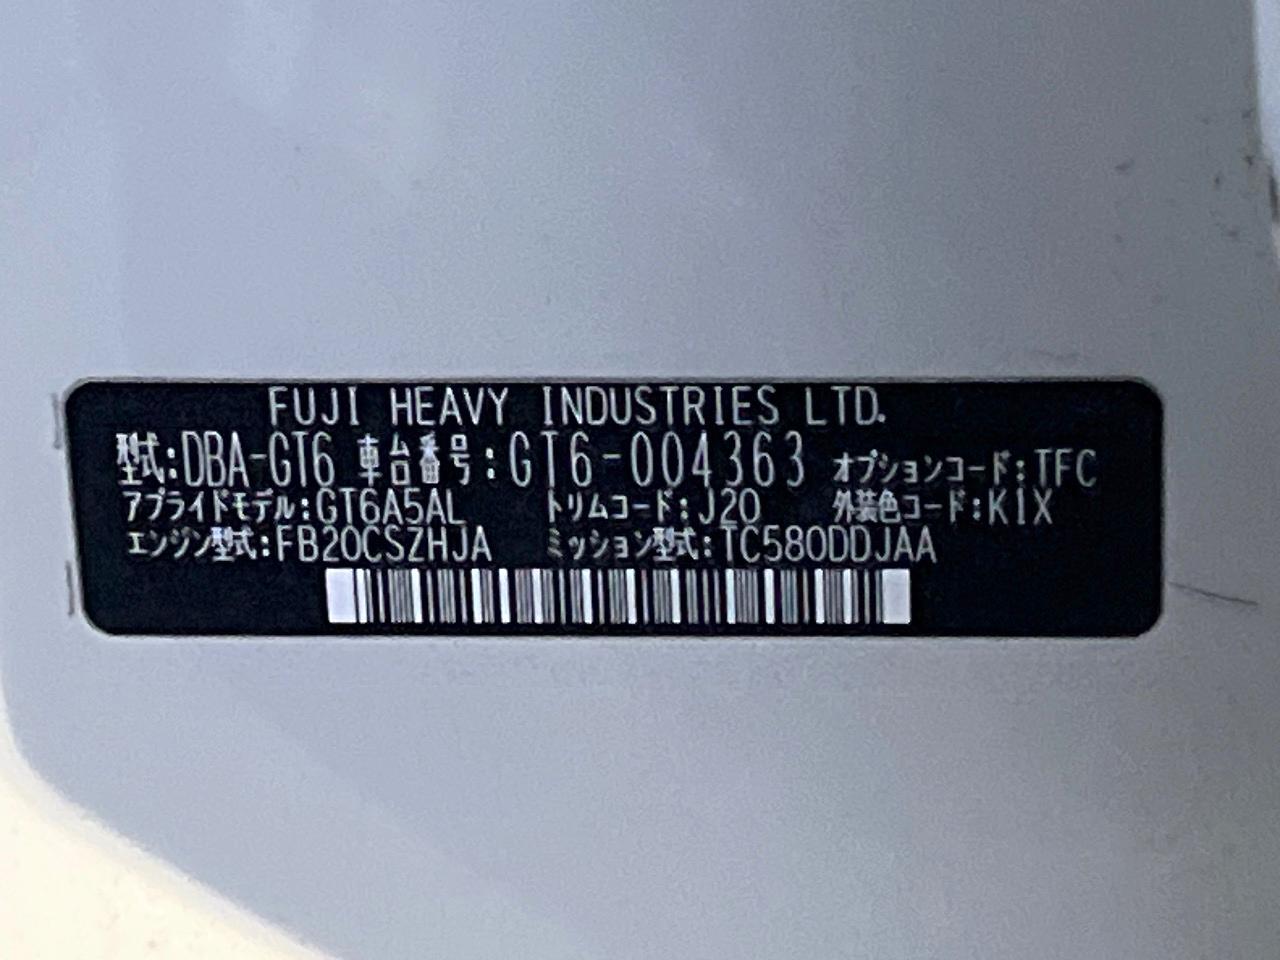 FUJI HEAVY INDUSTRIES LTD.
型式:DBA-GT6 車台番号:GT6-004363 オプションコード:TFC
アプライドモデル:GT6A5AL トリムコード:J20 外装色コード:K1X
エンジン型式:FB20CSZHJA ミッション型式:TC580DDJAA